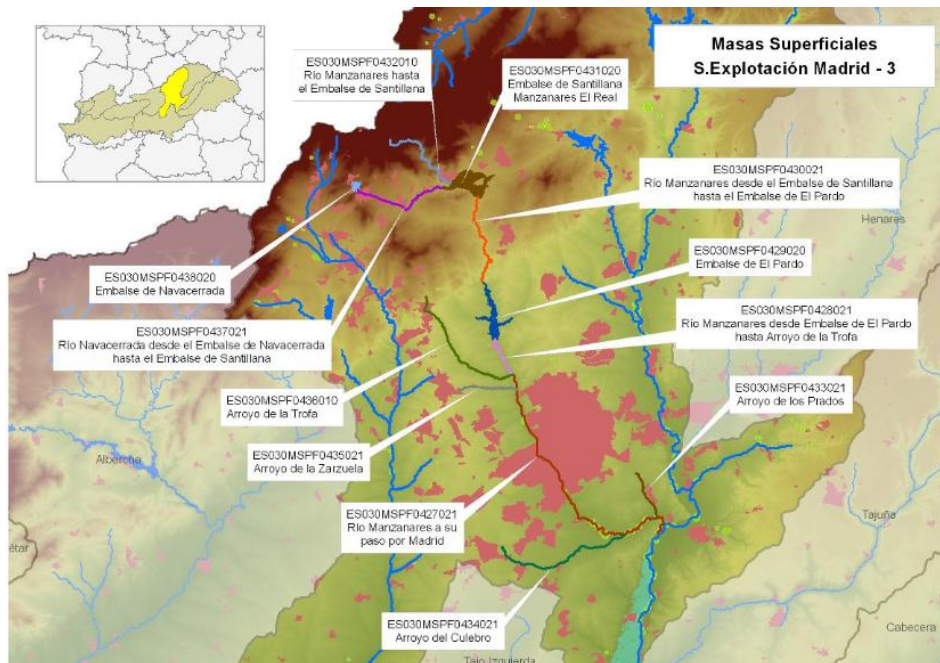 Masas Superficiales
S.Explotación Madrid - 3
ES030MSPF0432010
Río Manzanares hasta
el Embalse de Santillana
ES030MSPF0431020
Embalse de Santillana
Manzanares El Real
ES030MSPF0430021
Río Manzanares desde el Embalse de Santillana
hasta el Embalse de El Pardo
Henares
ES030MSPF0429020
Embalse de El Pardo
ES030MSPF0438020
Embalse de Navacerrada
ES030MSPF0428021
Río Manzanares desde Embalse de El Pardo
hasta Arroyo de la Trofa
ES030MSPF0437021
Río Navacerrada desde el Embalse de Navacerrada
hasta el Embalse de Santillana
ES030MSPF0433021
Arroyo de los Prados
ES030MSPF0436010
Arroyo de la Trofa
ES030MSPF0435021
Arroyo de la Zarzuela
Alberche
ES030MSPF0427021
Río Manzanares a su
paso por Madrid
Tajuña
étar
ES030MSPF0434021
Arroyo del Culebro
Cabecera
Tajo Izquierda